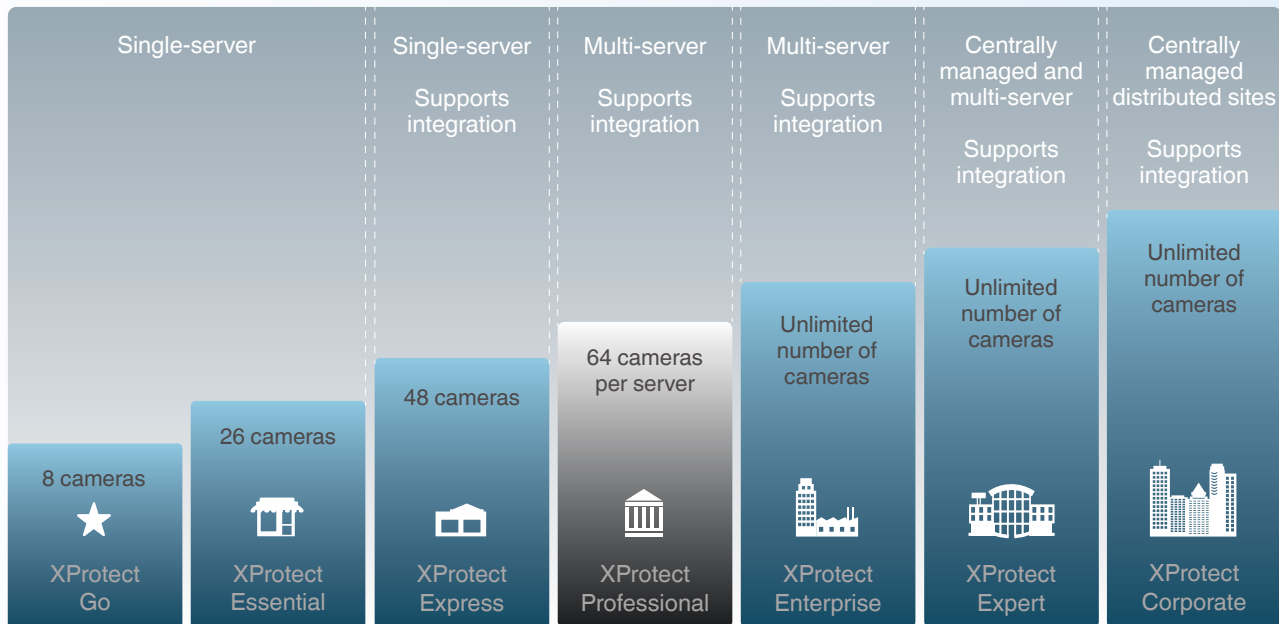 Single-server
Single-server
Supports
integration
Multi-server
Supports
integration
Multi-server
Supports
integration
Centrally
managed and
multi-server
Supports
integration
Centrally
managed
distributed sites
Supports
integration
8 cameras
XProtect
Go
26 cameras
XProtect
Essential
48 cameras
XProtect
Express
64 cameras
per server
XProtect
Professional
Unlimited
number of
cameras
XProtect
Enterprise
Unlimited
number of
cameras
XProtect
Expert
Unlimited
number of
cameras
XProtect
Corporate